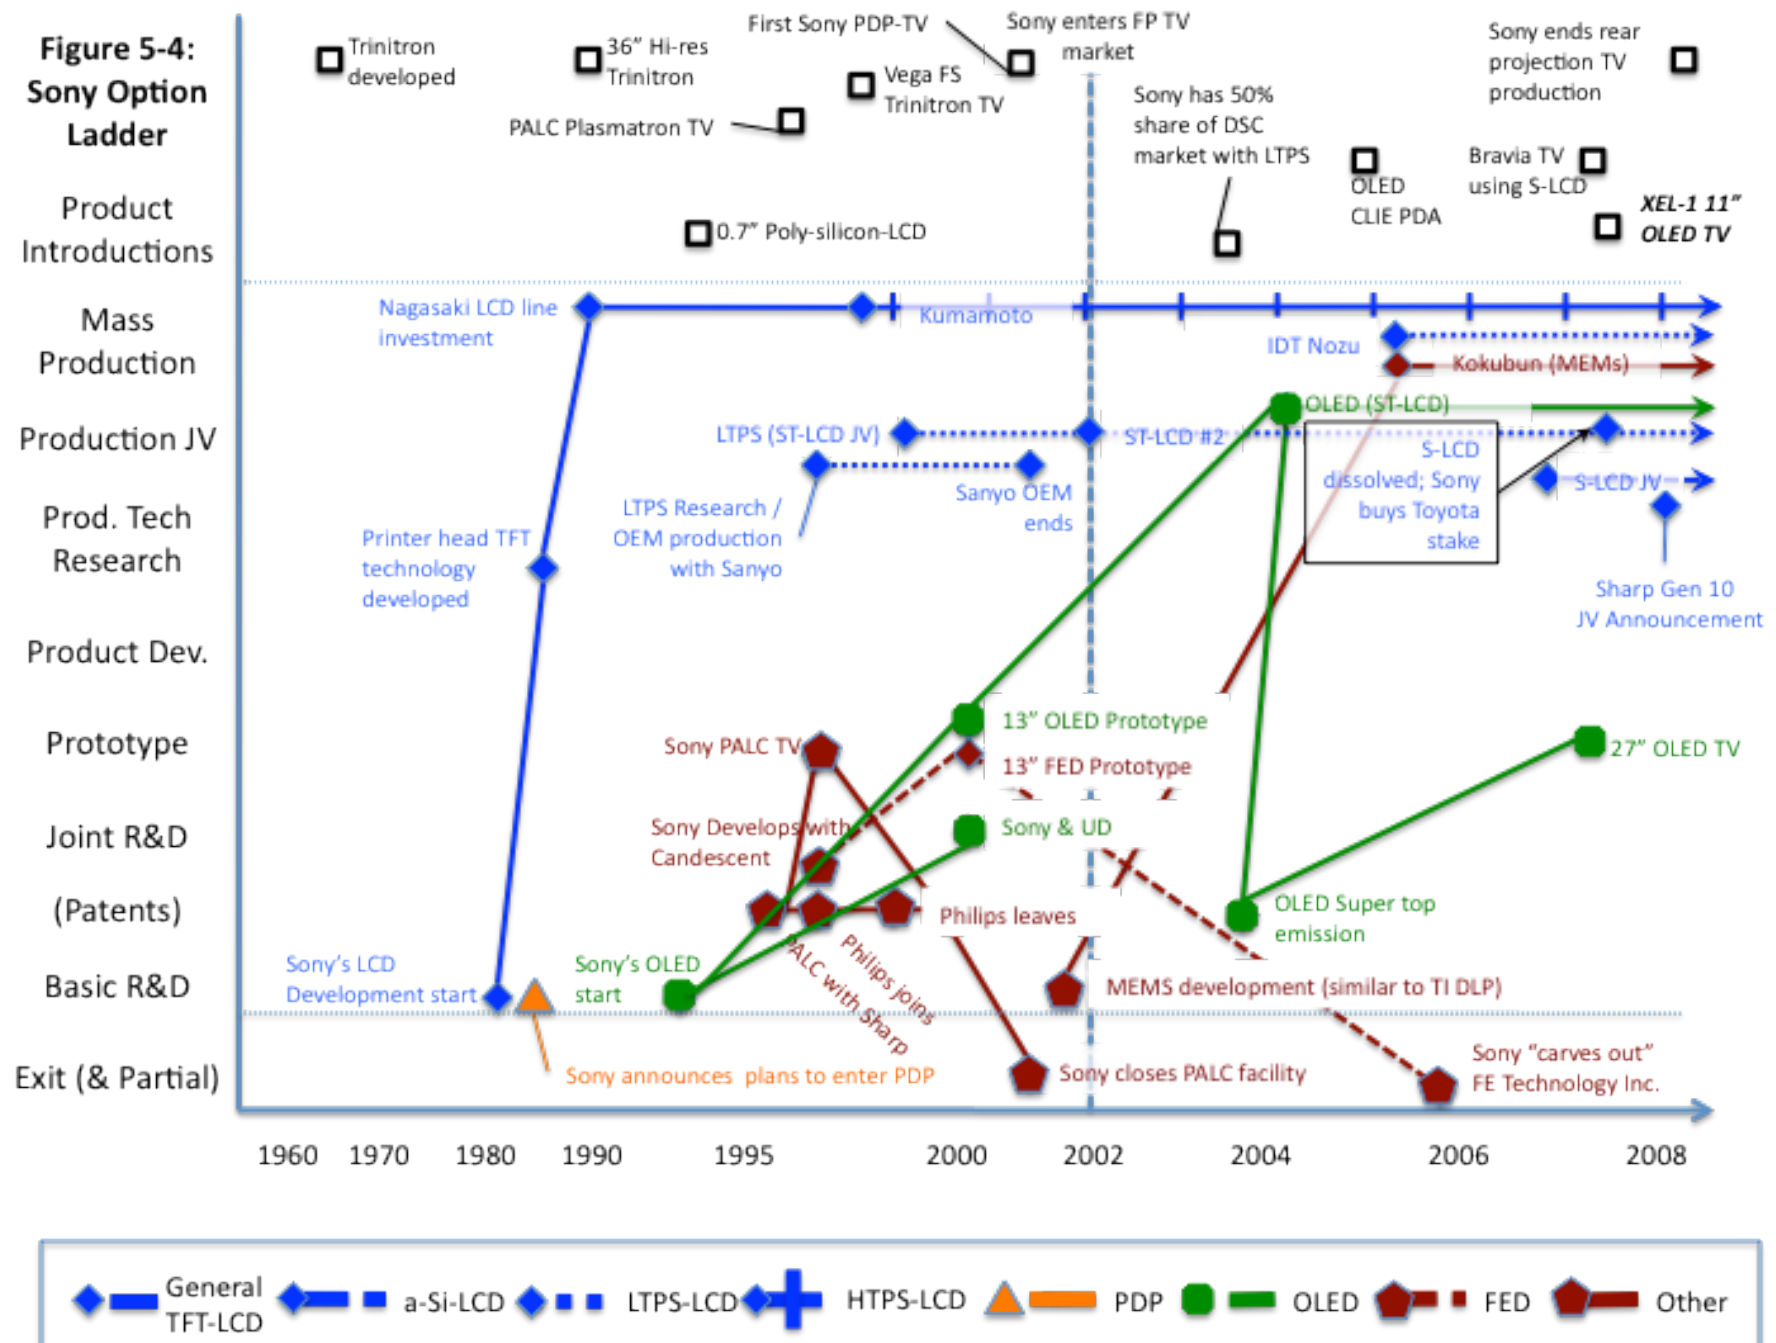 Figure 5-4:
Sony Option
Ladder
Trinitron
developed
36” Hi-res
Trinitron
PALC Plasmatron TV
First Sony PDP-TV
Vega FS
Trinitron TV
Sony enters FP TV
market
Sony has 50%
share of DSC
market with LTPS
OLED
CLIE PDA
Sony ends rear
projection TV
production
Bravia TV
using S-LCD
XEL-1 11”
OLED TV
0.7” Poly-silicon-LCD
Product
Introductions
Mass
Production
Nagasaki LCD line
investment
Kumamoto
IDT Nozu
Kokubun (MEMs)
OLED (ST-LCD)
Production JV
LTPS (ST-LCD JV)
ST-LCD #2
S-LCD
dissolved; Sony
buys Toyota
stake
S-LCD JV
Prod. Tech
Research
Printer head TFT
technology
developed
LTPS Research /
OEM production
with Sanyo
Sanyo OEM
ends
Sharp Gen 10
JV Announcement
Product Dev.
Prototype
Sony PALC TV
13” OLED Prototype
13” FED Prototype
27” OLED TV
Joint R&D
Sony Develops with
Candescent
Sony & UD
(Patents)
Philips leaves
OLED Super top
emission
Basic R&D
Sony’s LCD
Development start
Sony’s OLED
start
PALC with Sharp
Philips joins
MEMS development (similar to TI DLP)
Exit (& Partial)
Sony announces plans to enter PDP
Sony closes PALC facility
Sony “carves out”
FE Technology Inc.
1960 1970 1980 1990 1995 2000 2002 2004 2006 2008
General
TFT-LCD
a-Si-LCD
LTPS-LCD
HTPS-LCD
PDP
OLED
FED
Other